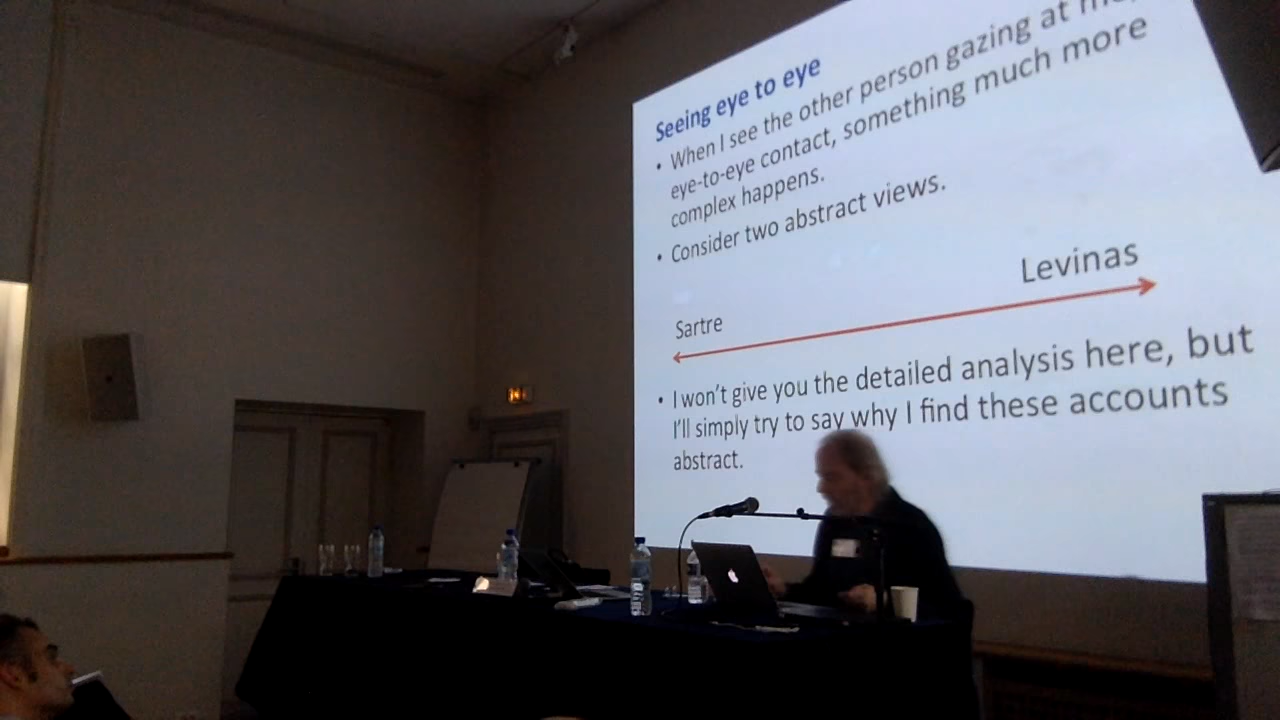 Seeing eye to eye
• When I see the other person gazing at
eye-to-eye contact, something much more
complex happens.
• Consider two abstract views.
Levinas
Sartre
• I won't give you the detailed analysis here, but
I'll simply try to say why I find these accounts
abstract.